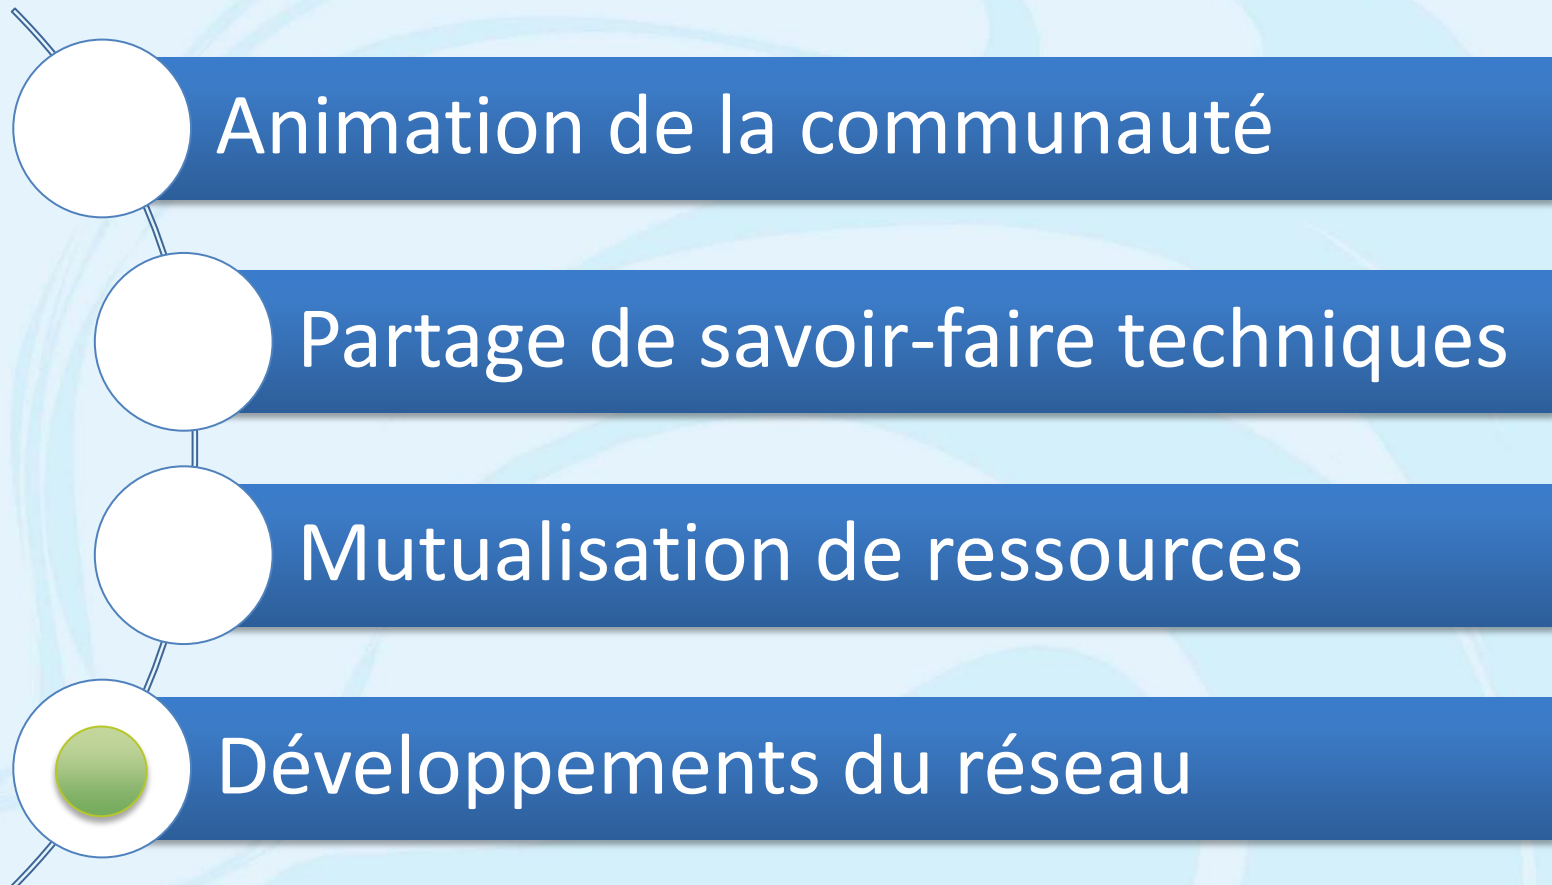 Animation de la communauté
Partage de savoir-faire techniques
Mutualisation de ressources
Développements du réseau